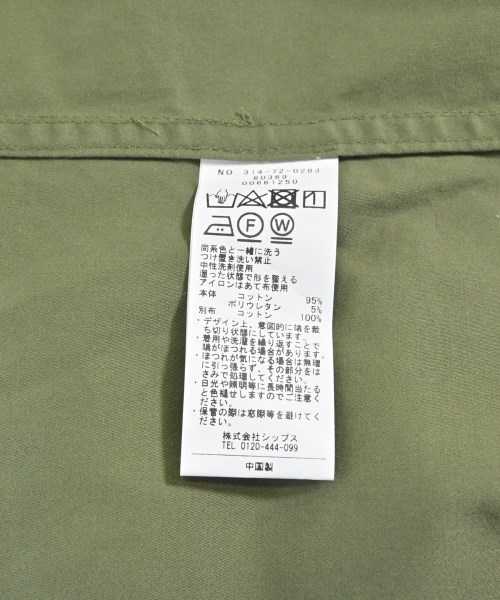 NO 314-72-0283
60369
00661250
F W
同系色と一緒に洗う
つけ置き洗い禁止
中性洗剤使用
湿った状態で形を整える
アイロンはあて布使用
本体 コットン 95%
ポリウレタン 5%
別布 コットン 100%
・デザイン上、意図的に端を裁
ち切り状態にしています。
・着用や洗濯を繰り返すことで
端がほつれる場合があります。
・ほつれが気になる場合は無理
に引っ張らず、その部分をは
さみで処理してください。
・日光や照明等に長時間当たる
と色褪せしますのでご注意く
ださい。
・保管の際は窓際等を避けてく
ださい。
株式会社シップス
TEL 0120-444-099
中国製